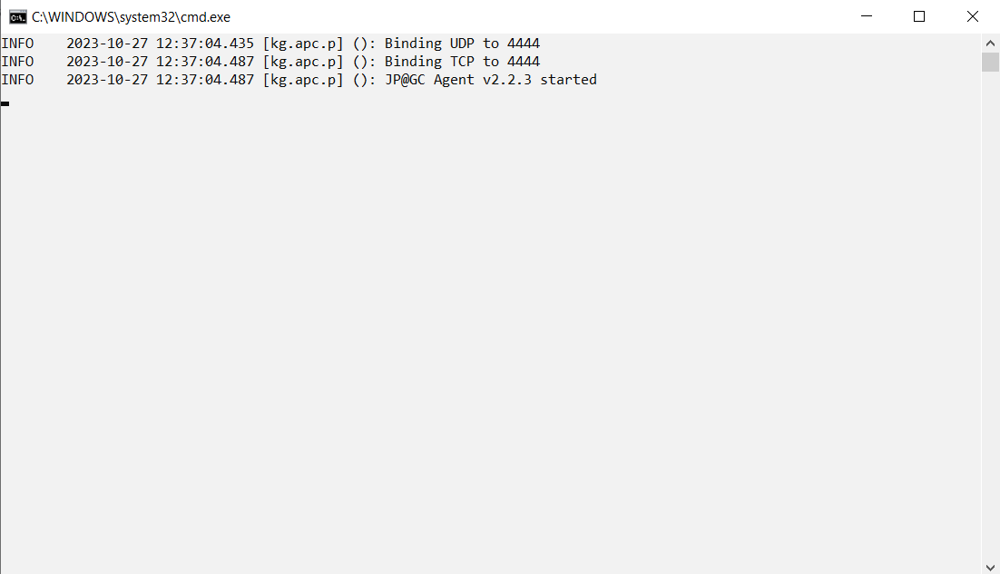 C:\WINDOWS\system32\cmd.exe
INFO    2023-10-27 12:37:04.435 [kg.apc.p] (): Binding UDP to 4444
INFO    2023-10-27 12:37:04.487 [kg.apc.p] (): Binding TCP to 4444
INFO    2023-10-27 12:37:04.487 [kg.apc.p] (): JP@GC Agent v2.2.3 started